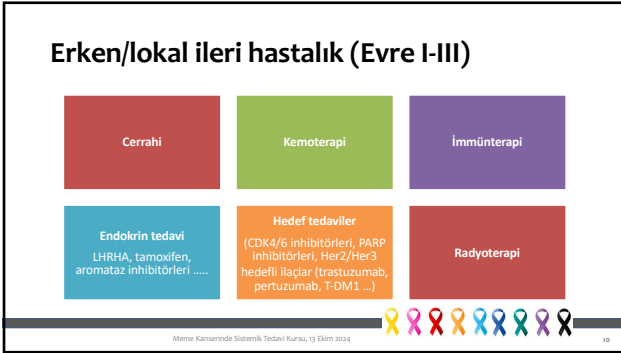 Erken/lokal ileri hastalık (Evre I-III)
Cerrahi
Kemoterapi
İmmünterapi
Endokrin tedavi
LHRHA, tamoxifen,
aromataz inhibitörleri .....
Hedef tedaviler
(CDK4/6 inhibitörleri, PARP
inhibitörleri, Her2/Her3
hedefli ilaçlar (trastuzumab,
pertuzumab, T-DM1 ...)
Radyoterapi
Meme Kanserinde Sistemik Tedavi Kursu, 13 Ekim 2024
10